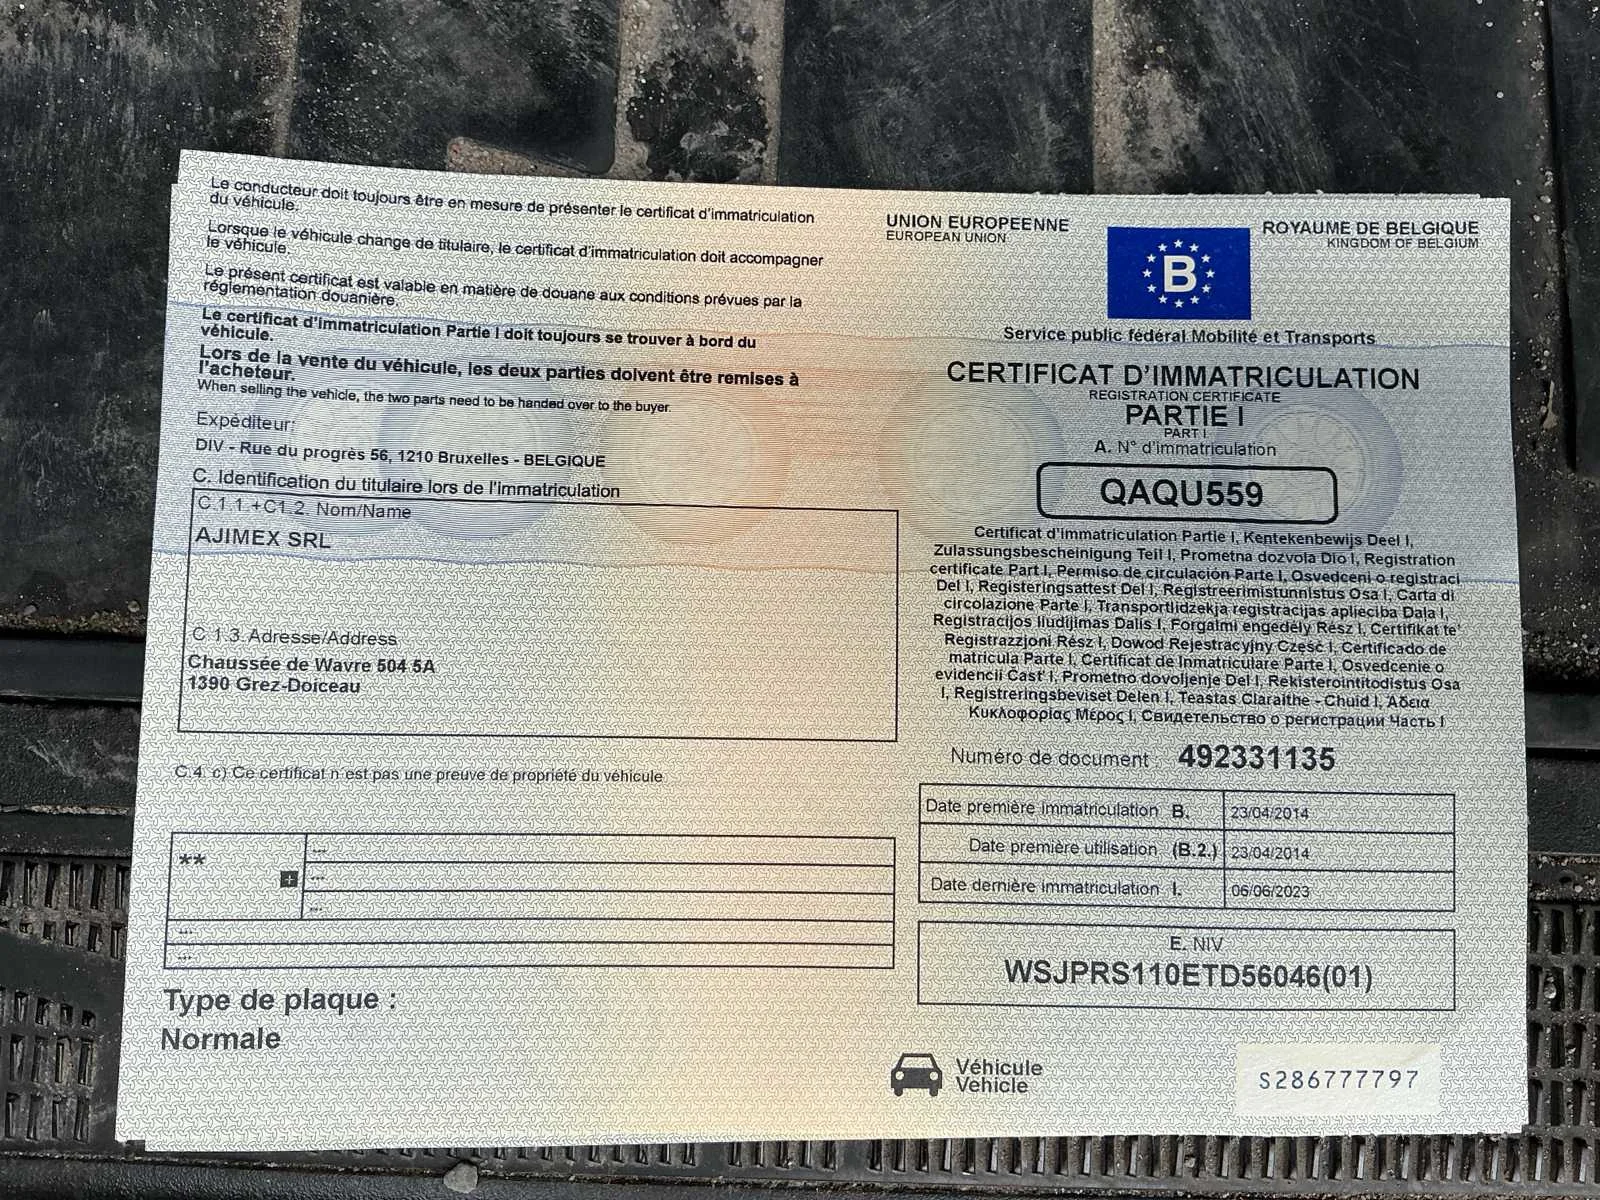 Le conducteur doit toujours être en mesure de présenter le certificat d'immatriculation
du véhicule.
Lorsque le véhicule change de titulaire, le certificat d'immatriculation doit accompagner
le véhicule.
Le présent certificat est valable en matière de douane aux conditions prévues par la
réglementation douanière.
Le certificat d'immatriculation Partie I doit toujours se trouver à bord du
véhicule.
Lors de la vente du véhicule, les deux parties doivent être remises à
l'acheteur.
When selling the vehicle, the two parts need to be handed over to the buyer.
Expéditeur:
DIV - Rue du progrès 56, 1210 Bruxelles - BELGIQUE
C. Identification du titulaire lors de l'immatriculation
C.1.1.+C1.2. Nom/Name
AJIMEX SRL
C.1.3. Adresse/Address
Chaussée de Wavre 504 5A
1390 Grez-Doiceau
C.4. c) Ce certificat n'est pas une preuve de propriété du véhicule
**
+
...
...
...
...
...
Type de plaque :
Normale
UNION EUROPEENNE
EUROPEAN UNION
B
ROYAUME DE BELGIQUE
KINGDOM OF BELGIUM
Service public fédéral Mobilité et Transports
CERTIFICAT D'IMMATRICULATION
REGISTRATION CERTIFICATE
PARTIE I
PART I
A. N° d'immatriculation
QAQU559
Certificat d'immatriculation Partie I, Kentekenbewijs Deel I,
Zulassungsbescheinigung Teil I, Prometna dozvola Dio I, Registration
certificate Part I, Permiso de circulación Parte I, Osvedceni o registraci
Del I, Registeringsattest Del I, Registreerimistunnistus Osa I, Carta di
circolazione Parte I, Transportlidzekja registracijas aplieciba Dala I,
Registracijos liudijimas Dalis I, Forgalmi engedély Rész I, Certifikat te'
Registrazzjoni Rész I, Dowod Rejestracyjny Część I, Certificado de
matricula Parte I, Certificat de Inmatriculare Parte I, Osvedcenie o
evidencii Cast' I, Prometno dovoljenje Del I, Rekisterointitodistus Osa
I, Registreringsbeviset Delen I, Teastas Claraithe - Chuid I, Άδεια
Κυκλοφορίας Μέρος I, Свидетельство о регистрации Часть I
Numéro de document : 492331135
Date première immatriculation B. 23/04/2014
Date première utilisation (B.2.) 23/04/2014
Date dernière immatriculation I. 06/06/2023
E. NIV
WSJPRS110ETD56046(01)
Véhicule
Vehicle
S286777797